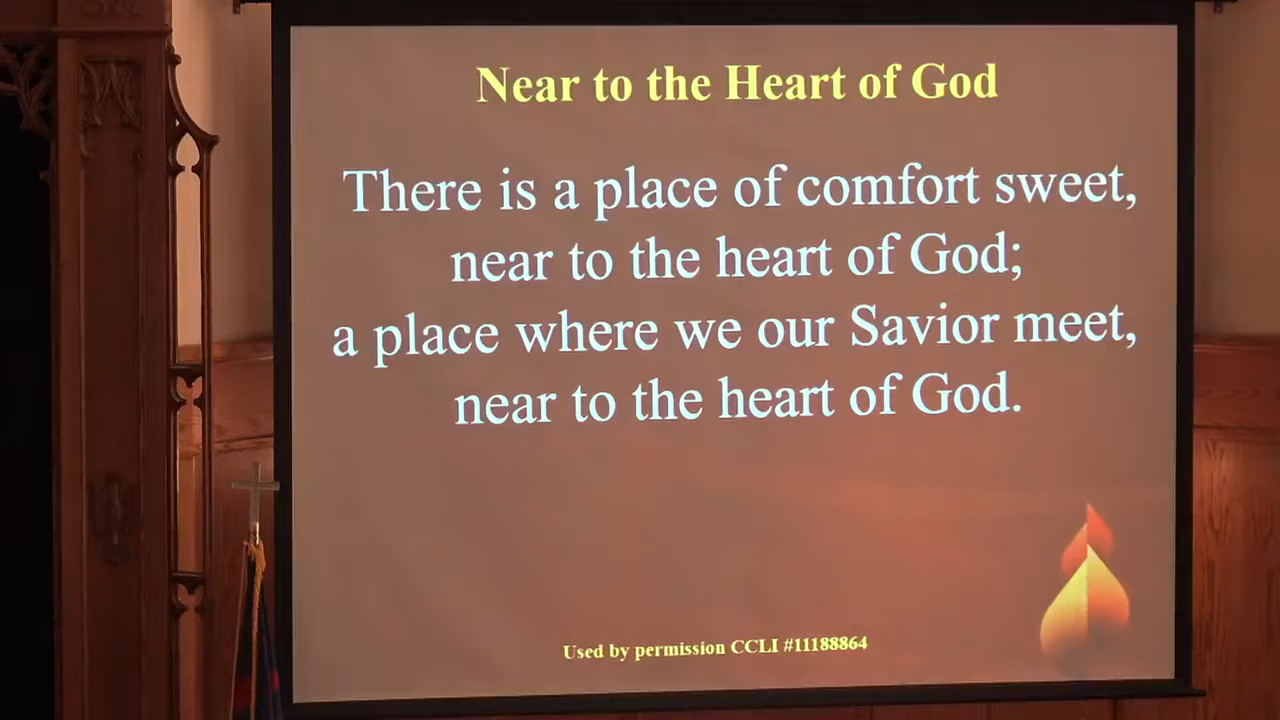 Near to the Heart of God
There is a place of comfort sweet,
near to the heart of God;
a place where we our Savior meet,
near to the heart of God.
Used by permission CCLI #11188864